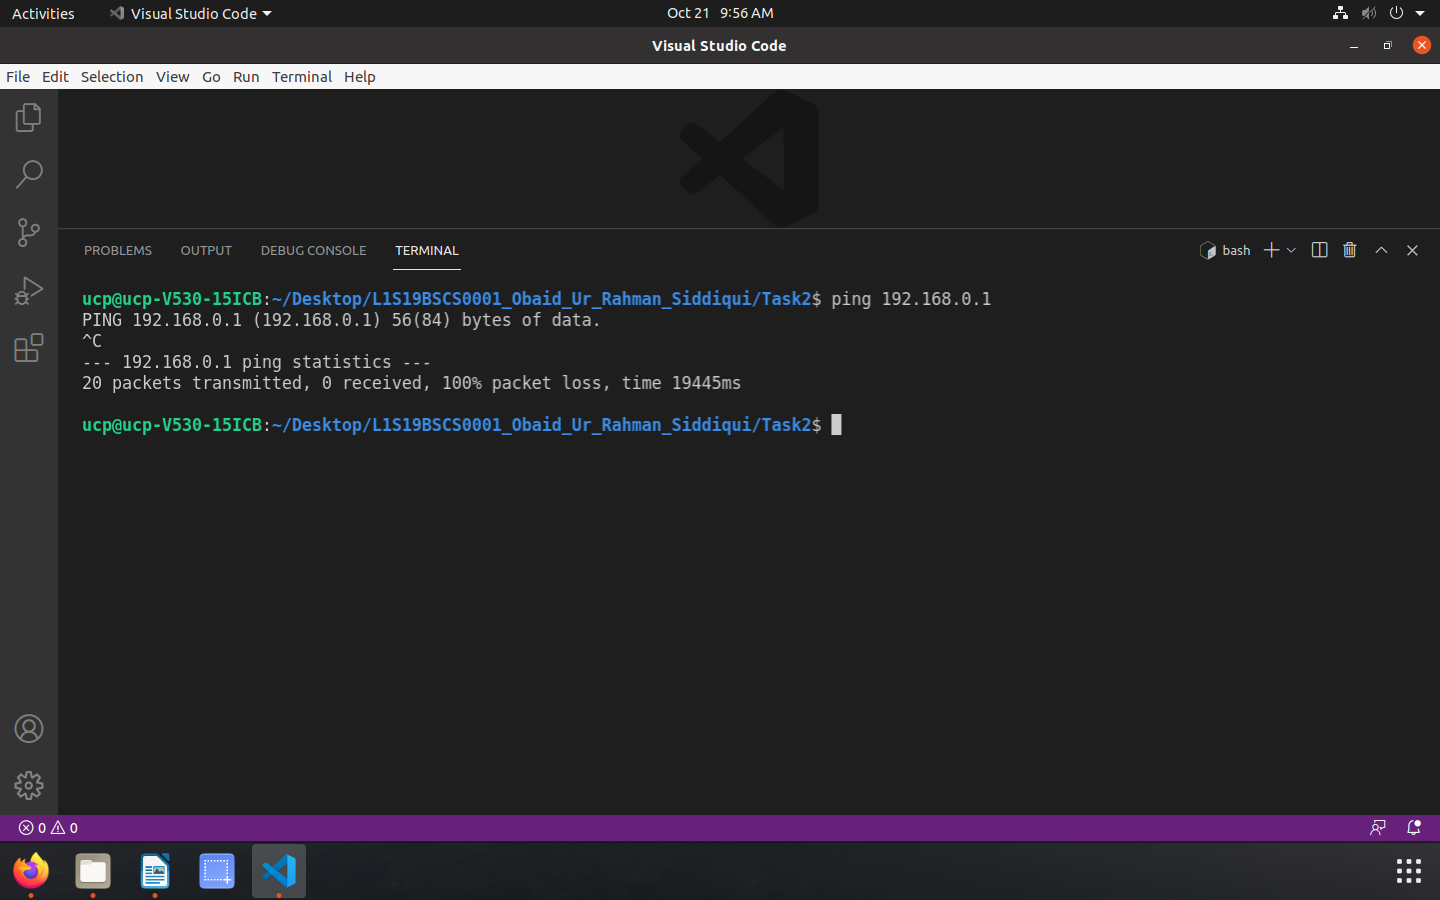 Activities Visual Studio Code Oct 21 9:56 AM
Visual Studio Code
File Edit Selection View Go Run Terminal Help
PROBLEMS OUTPUT DEBUG CONSOLE TERMINAL bash
ucp@ucp-V530-15ICB:~/Desktop/L1S19BSCS0001_Obaid_Ur_Rahman_Siddiqui/Task2$ ping 192.168.0.1
PING 192.168.0.1 (192.168.0.1) 56(84) bytes of data.
^C
--- 192.168.0.1 ping statistics ---
20 packets transmitted, 0 received, 100% packet loss, time 19445ms
ucp@ucp-V530-15ICB:~/Desktop/L1S19BSCS0001_Obaid_Ur_Rahman_Siddiqui/Task2$
0 0